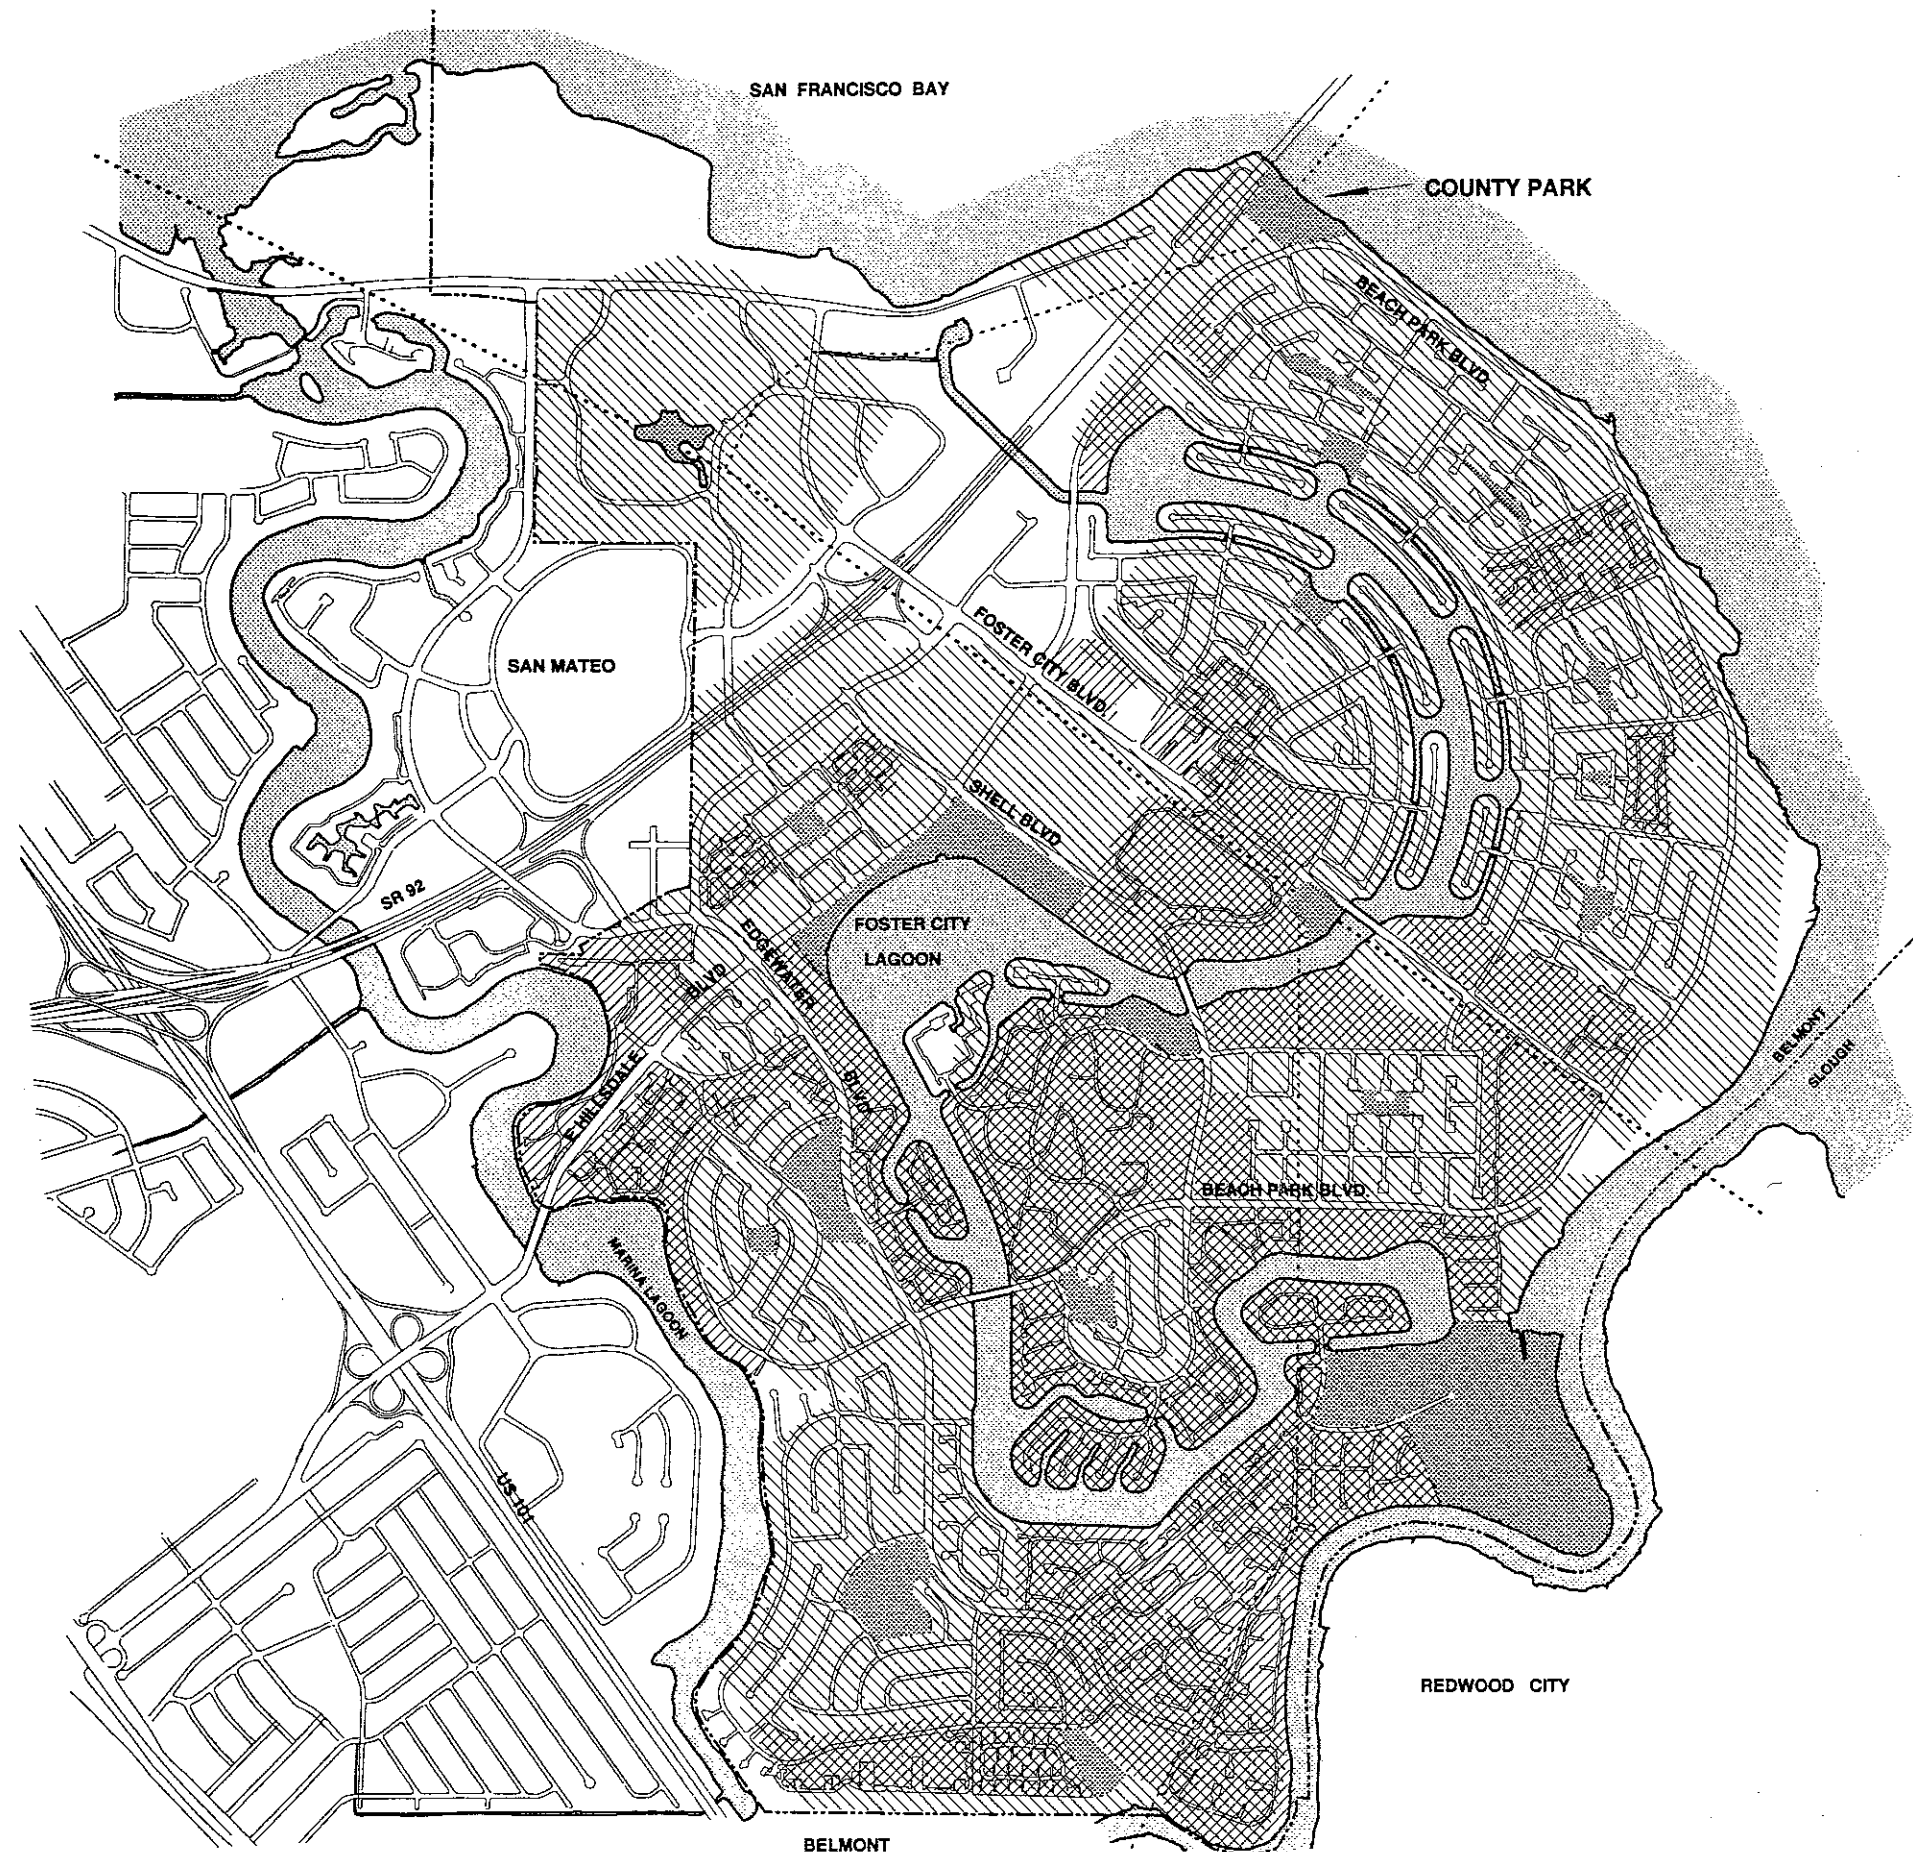 SAN FRANCISCO BAY
COUNTY PARK
BEACH PARK BLVD.
FOSTER CITY BLVD.
SAN MATEO
SHELL BLVD
SR 92
FOSTER CITY
LAGOON
EDGEWATER
BLVD
BLVD
E HILLSDALE
BELMONT
SLOUGH
BEACH PARK BLVD.
MARINA LAGOON
US 101
REDWOOD CITY
BELMONT